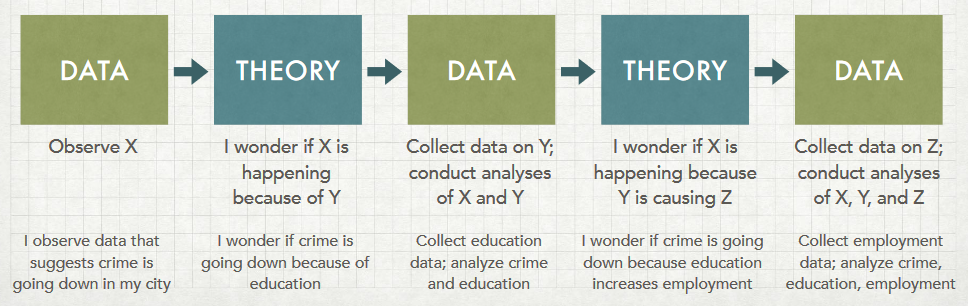 DATA
THEORY
DATA
THEORY
DATA
Observe X
I wonder if X is
happening
because of Y
Collect data on Y;
conduct analyses
of X and Y
I wonder if X is
happening because
Y is causing Z
Collect data on Z;
conduct analyses
of X, Y, and Z
I observe data that
suggests crime is
going down in my city
I wonder if crime is
going down because of
education
Collect education
data; analyze crime
and education
I wonder if crime is going
down because education
increases employment
Collect employment
data; analyze crime,
education, employment